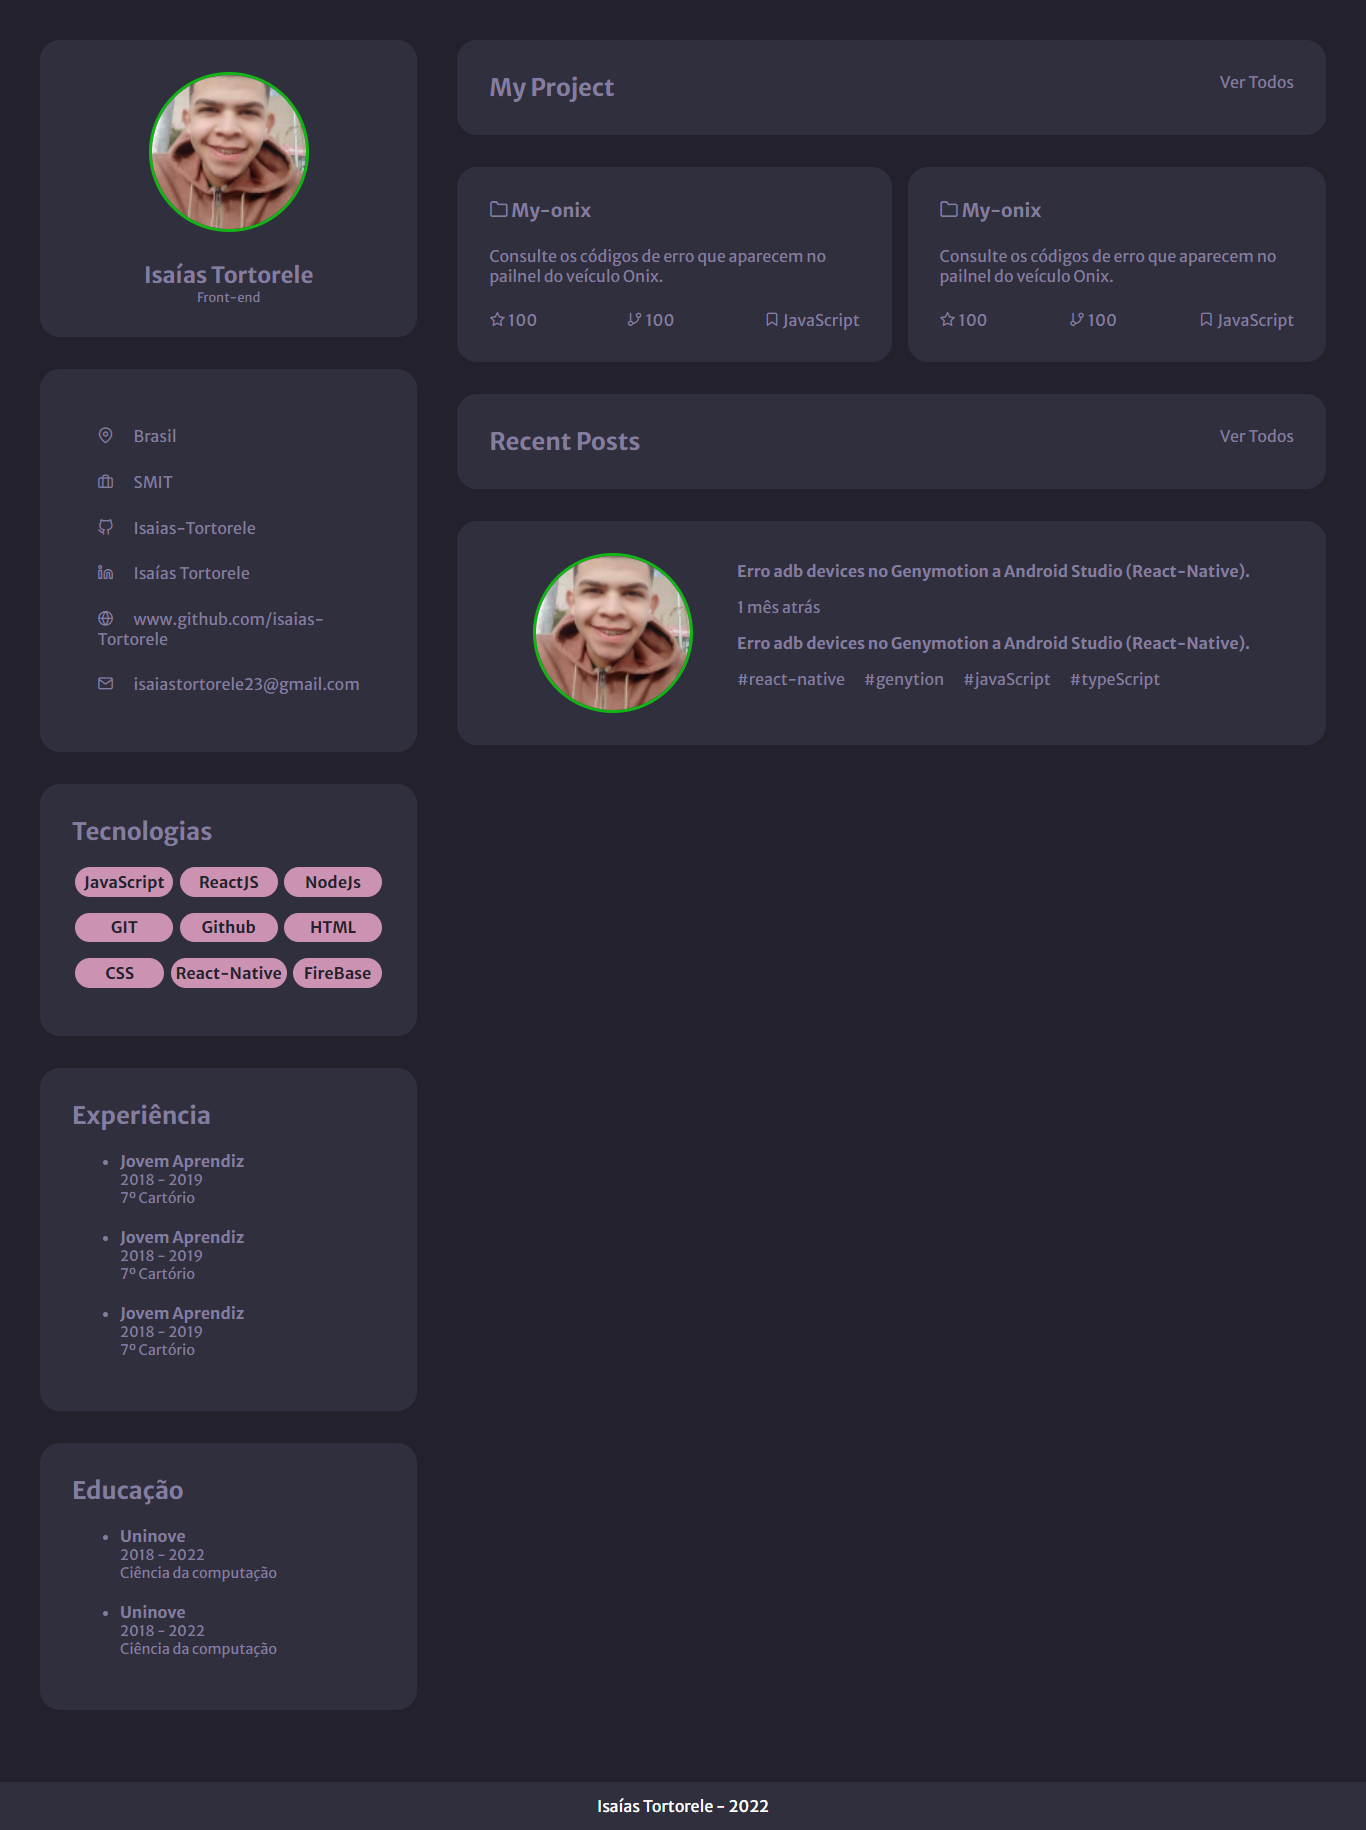 Isaías Tortorele
Front-end
Brasil
SMIT
Isaias-Tortorele
Isaías Tortorele
www.github.com/isaias-
Tortorele
isaiastortorele23@gmail.com
Tecnologias
JavaScript ReactJS NodeJs
GIT Github HTML
CSS React-Native FireBase
Experiência
Jovem Aprendiz
2018 - 2019
7º Cartório
Jovem Aprendiz
2018 - 2019
7º Cartório
Jovem Aprendiz
2018 - 2019
7º Cartório
Educação
Uninove
2018 - 2022
Ciência da computação
Uninove
2018 - 2022
Ciência da computação
My Project
Ver Todos
My-onix
Consulte os códigos de erro que aparecem no
pailnel do veículo Onix.
100 100 JavaScript
My-onix
Consulte os códigos de erro que aparecem no
pailnel do veículo Onix.
100 100 JavaScript
Recent Posts
Ver Todos
Erro adb devices no Genymotion a Android Studio (React-Native).
1 mês atrás
Erro adb devices no Genymotion a Android Studio (React-Native).
#react-native #genytion #javaScript #typeScript
Isaías Tortorele - 2022